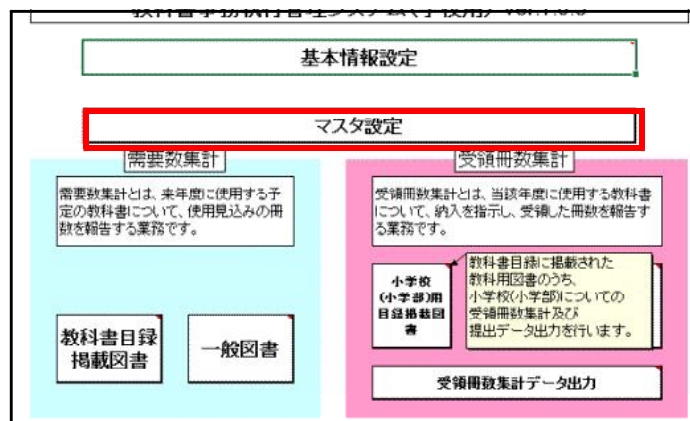 基本情報設定
マスタ設定
需要数集計
需要数集計とは、来年度に使用する予
定の教科書について、使用見込みの冊
数を報告する業務です。
教科書目録
掲載図書
一般図書
受領冊数集計
受領冊数集計とは、当該年度に使用する教科書
について、納入を指示し、受領した冊数を報告す
る業務です。
小学校
(小学部)用
目録掲載図
書
教科書目録に掲載された
教科用図書のうち、
小学校(小学部)についての
受領冊数集計及び
提出データ出力を行います。
受領冊数集計データ出力